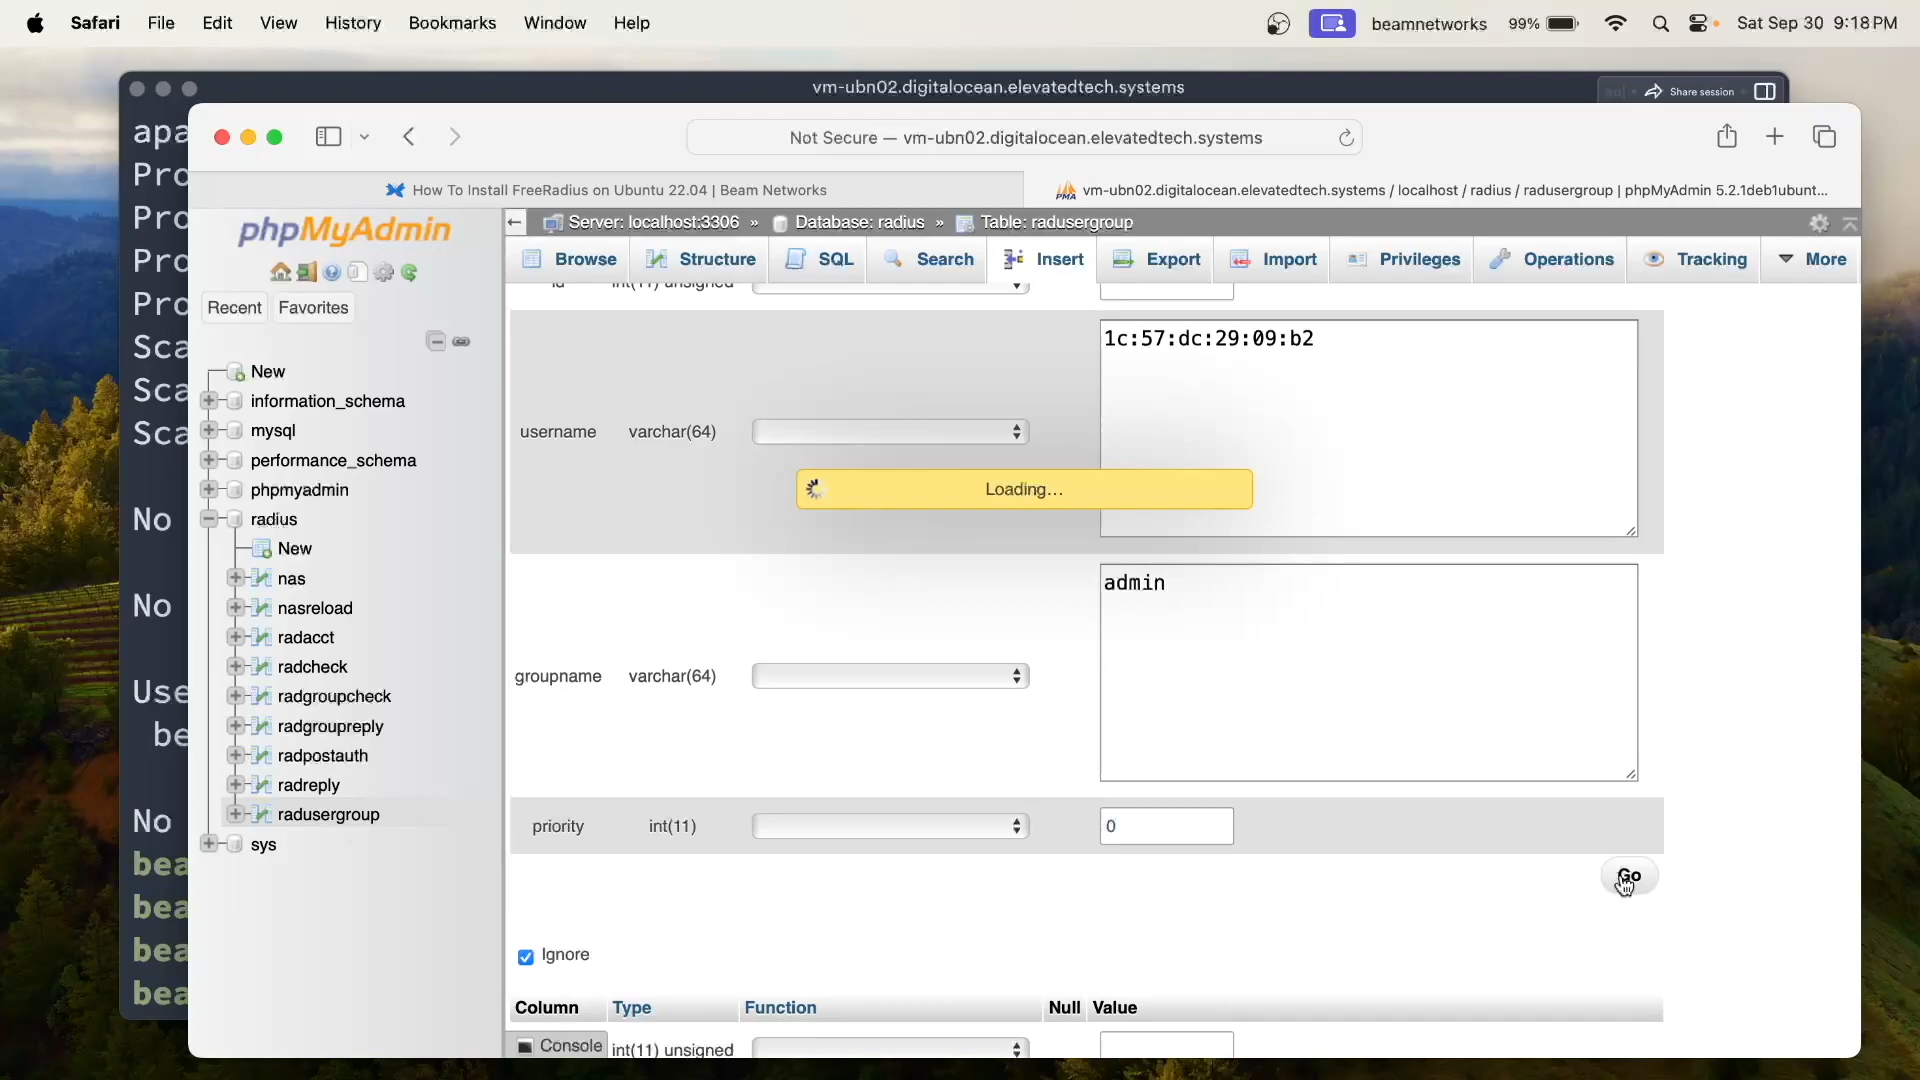 Safari File Edit View History Bookmarks Window Help beamnetworks 99% Sat Sep 30 9:18 PM
vm-ubn02.digitalocean.elevatedtech.systems
Share session
apa
Pro
Pro
Pro
Pro
Sca
Sca
Sca
No
No
Use
be
No
bea
bea
bea
bea
Not Secure — vm-ubn02.digitalocean.elevatedtech.systems
How To Install FreeRadius on Ubuntu 22.04 | Beam Networks
PMA
vm-ubn02.digitalocean.elevatedtech.systems / localhost / radius / radusergroup | phpMyAdmin 5.2.1deb1ubunt...
phpMyAdmin
Recent Favorites
New
information_schema
mysql
performance_schema
phpmyadmin
radius
New
nas
nasreload
radacct
radcheck
radgroupcheck
radgroupreply
radpostauth
radreply
radusergroup
sys
Server: localhost:3306 » Database: radius » Table: radusergroup
Browse Structure SQL Search Insert Export Import Privileges Operations Tracking More
id int(11) unsigned
username varchar(64) 1c:57:dc:29:09:b2
Loading...
groupname varchar(64) admin
priority int(11) 0
Go
Ignore
Column Type Function Null Value
Console int(11) unsigned